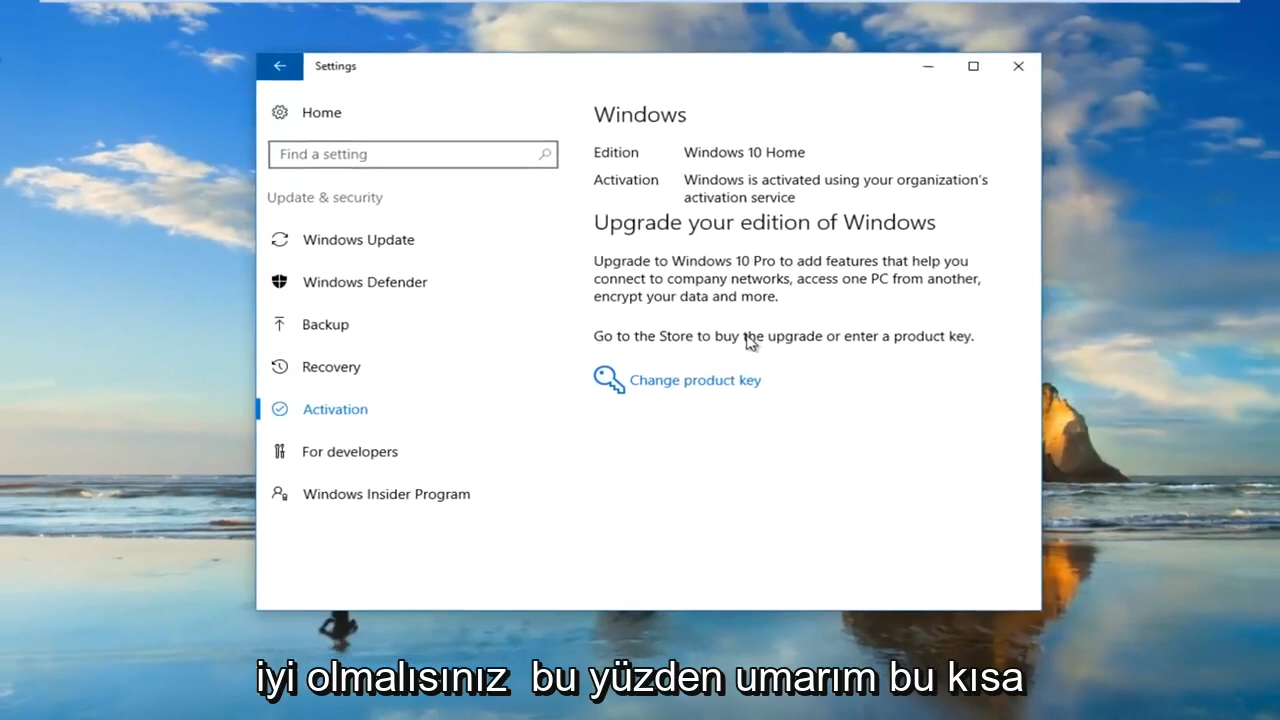 Settings
Home
Find a setting
Update & security
Windows Update
Windows Defender
Backup
Recovery
Activation
For developers
Windows Insider Program
Windows
Edition Windows 10 Home
Activation Windows is activated using your organization's
activation service
Upgrade your edition of Windows
Upgrade to Windows 10 Pro to add features that help you
connect to company networks, access one PC from another,
encrypt your data and more.
Go to the Store to buy the upgrade or enter a product key.
Change product key
iyi olmalısınız bu yüzden umarım bu kısa